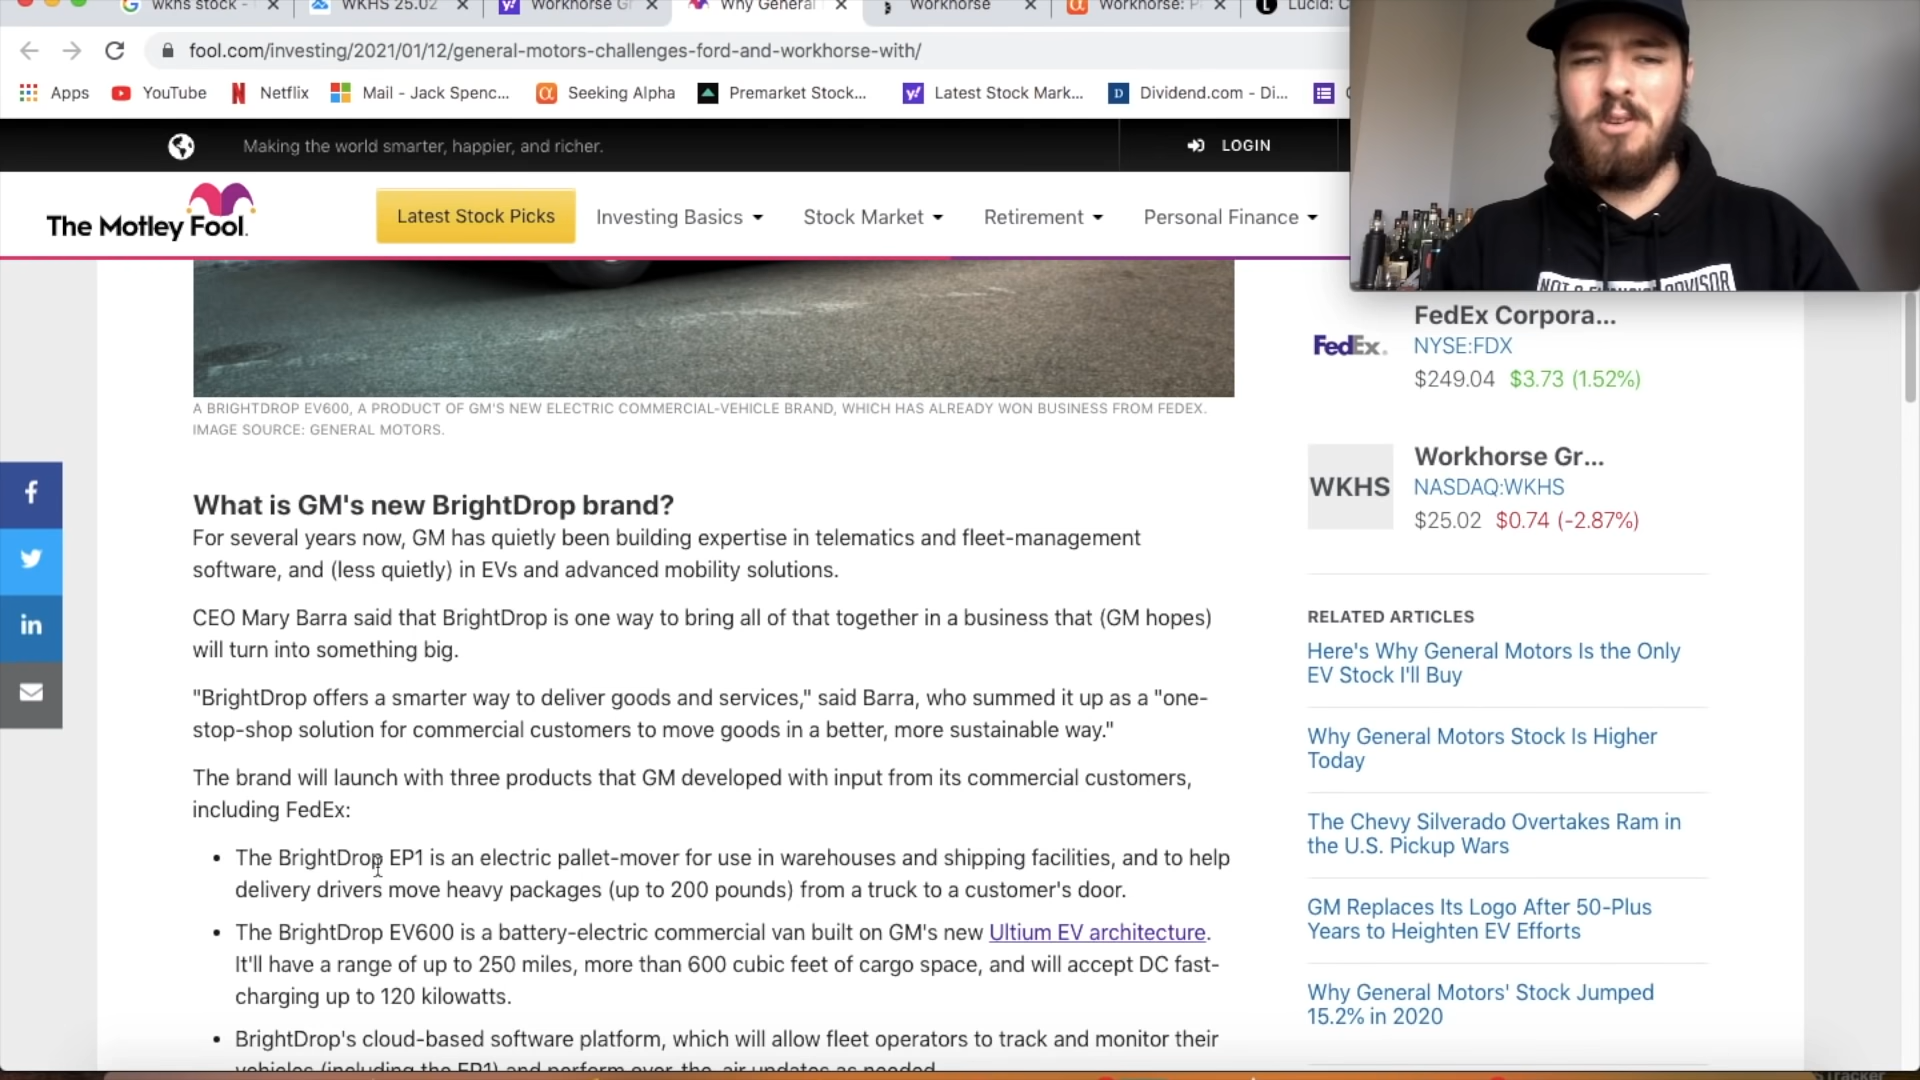 wkhs stock -
WKHS 25.02
Workhorse Gr
Why General
Workhorse
Workhorse: P
Lucid: C
fool.com/investing/2021/01/12/general-motors-challenges-ford-and-workhorse-with/
Apps
YouTube
Netflix
Mail - Jack Spenc...
Seeking Alpha
Premarket Stock...
Latest Stock Mark...
Dividend.com - Di...
Making the world smarter, happier, and richer.
LOGIN
The Motley Fool.
Latest Stock Picks
Investing Basics
Stock Market
Retirement
Personal Finance
A BRIGHTDROP EV600, A PRODUCT OF GM'S NEW ELECTRIC COMMERCIAL-VEHICLE BRAND, WHICH HAS ALREADY WON BUSINESS FROM FEDEX.
IMAGE SOURCE: GENERAL MOTORS.
What is GM's new BrightDrop brand?
For several years now, GM has quietly been building expertise in telematics and fleet-management
software, and (less quietly) in EVs and advanced mobility solutions.
CEO Mary Barra said that BrightDrop is one way to bring all of that together in a business that (GM hopes)
will turn into something big.
"BrightDrop offers a smarter way to deliver goods and services," said Barra, who summed it up as a "one-
stop-shop solution for commercial customers to move goods in a better, more sustainable way."
The brand will launch with three products that GM developed with input from its commercial customers,
including FedEx:
• The BrightDrop EP1 is an electric pallet-mover for use in warehouses and shipping facilities, and to help
delivery drivers move heavy packages (up to 200 pounds) from a truck to a customer's door.
• The BrightDrop EV600 is a battery-electric commercial van built on GM's new Ultium EV architecture.
It'll have a range of up to 250 miles, more than 600 cubic feet of cargo space, and will accept DC fast-
charging up to 120 kilowatts.
• BrightDrop's cloud-based software platform, which will allow fleet operators to track and monitor their
vehicles (including the EP1) and perform over-the-air updates as needed.
FedEx.
FedEx Corpora...
NYSE:FDX
$249.04 $3.73 (1.52%)
WKHS
Workhorse Gr...
NASDAQ:WKHS
$25.02 $0.74 (-2.87%)
RELATED ARTICLES
Here's Why General Motors Is the Only
EV Stock I'll Buy
Why General Motors Stock Is Higher
Today
The Chevy Silverado Overtakes Ram in
the U.S. Pickup Wars
GM Replaces Its Logo After 50-Plus
Years to Heighten EV Efforts
Why General Motors' Stock Jumped
15.2% in 2020